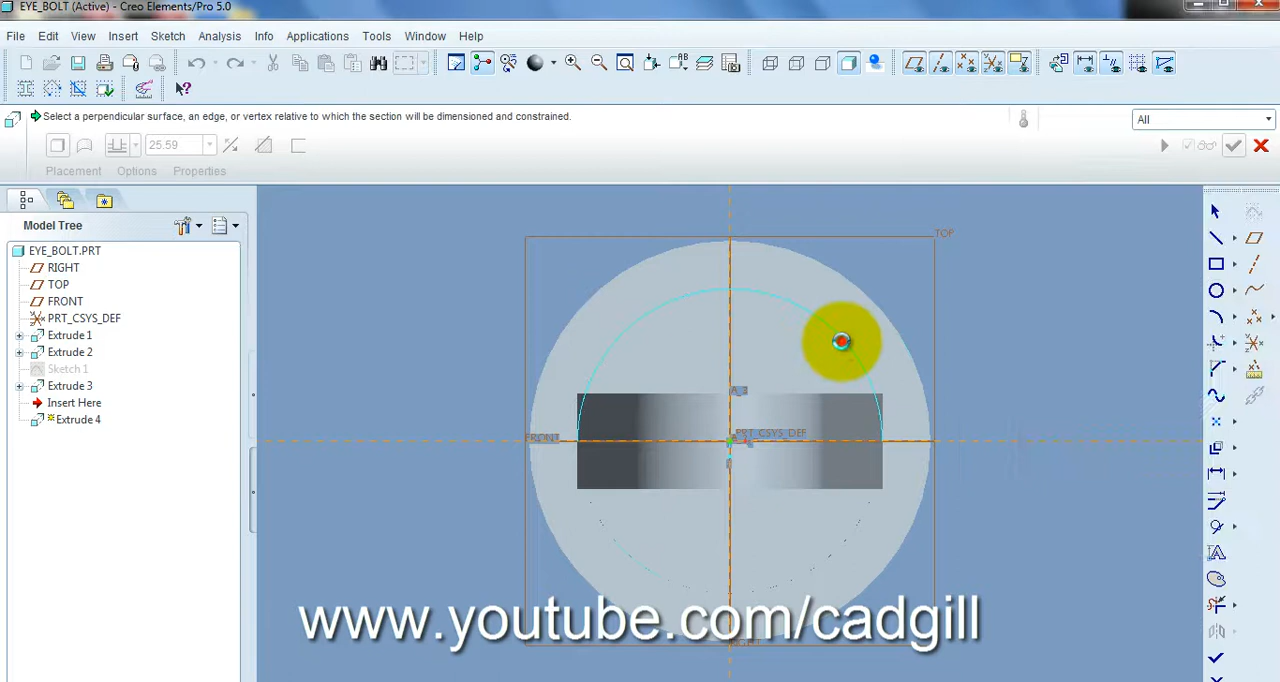 EYE_BOLT (Active) - Creo Elements/Pro 5.0
File Edit View Insert Sketch Analysis Info Applications Tools Window Help
Select a perpendicular surface, an edge, or vertex relative to which the section will be dimensioned and constrained.
All
25.59
Placement Options Properties
Model Tree
EYE_BOLT.PRT
RIGHT
TOP
FRONT
PRT_CSYS_DEF
Extrude 1
Extrude 2
Sketch 1
Extrude 3
Insert Here
Extrude 4
TOP
PRT_CSYS_DEF
FRONT
www.youtube.com/cadgill